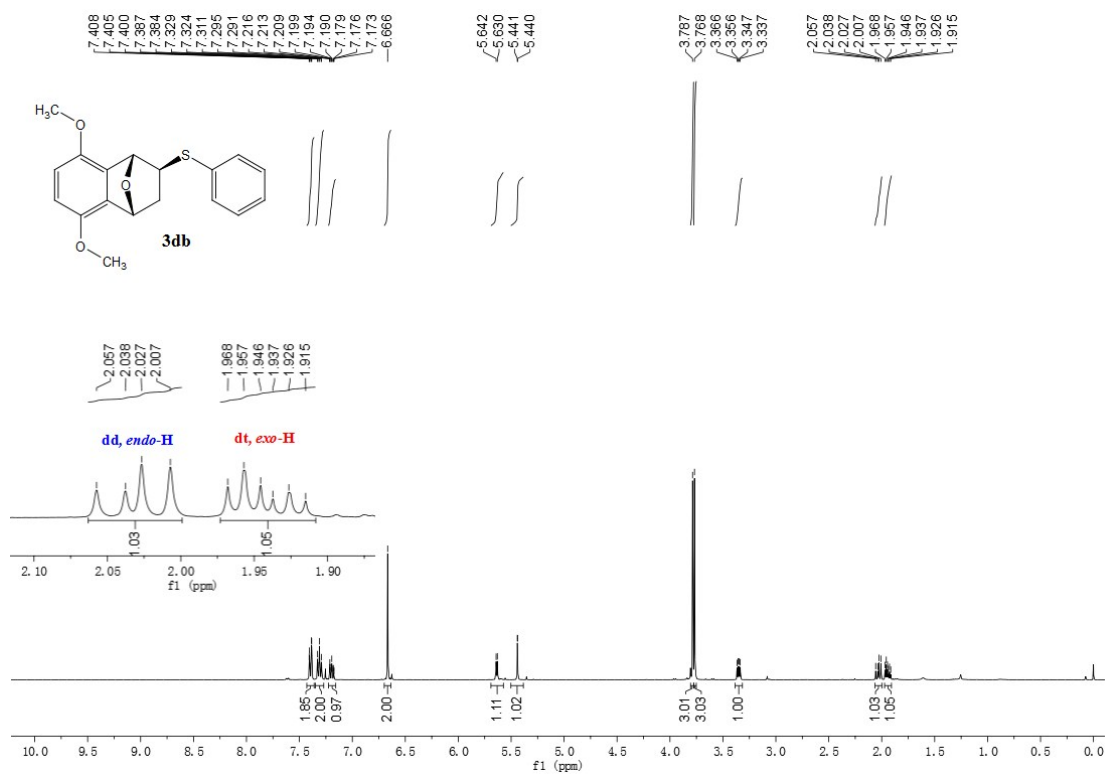 7.408 7.405 7.400 7.387 7.384 7.329 7.324 7.311 7.295 7.291 7.216 7.213 7.209 7.199 7.194 7.190 7.179 7.176 7.173 6.666 5.642 5.630 5.441 5.440 3.787 3.768 3.366 3.356 3.347 3.337 2.057 2.038 2.027 2.007 1.968 1.957 1.946 1.937 1.926 1.915
H3C
O
S
O
O
CH3
3db
2.057 2.038 2.027 2.007 1.968 1.957 1.946 1.937 1.926 1.915
dd, endo-H dt, exo-H
1.03 1.05
2.10 2.05 2.00 1.95 1.90
f1 (ppm)
1.85 2.00 0.97 2.00 1.11 1.02 3.01 3.03 1.00 1.03 1.05
10.0 9.5 9.0 8.5 8.0 7.5 7.0 6.5 6.0 5.5 5.0 4.5 4.0 3.5 3.0 2.5 2.0 1.5 1.0 0.5 0.0
f1 (ppm)